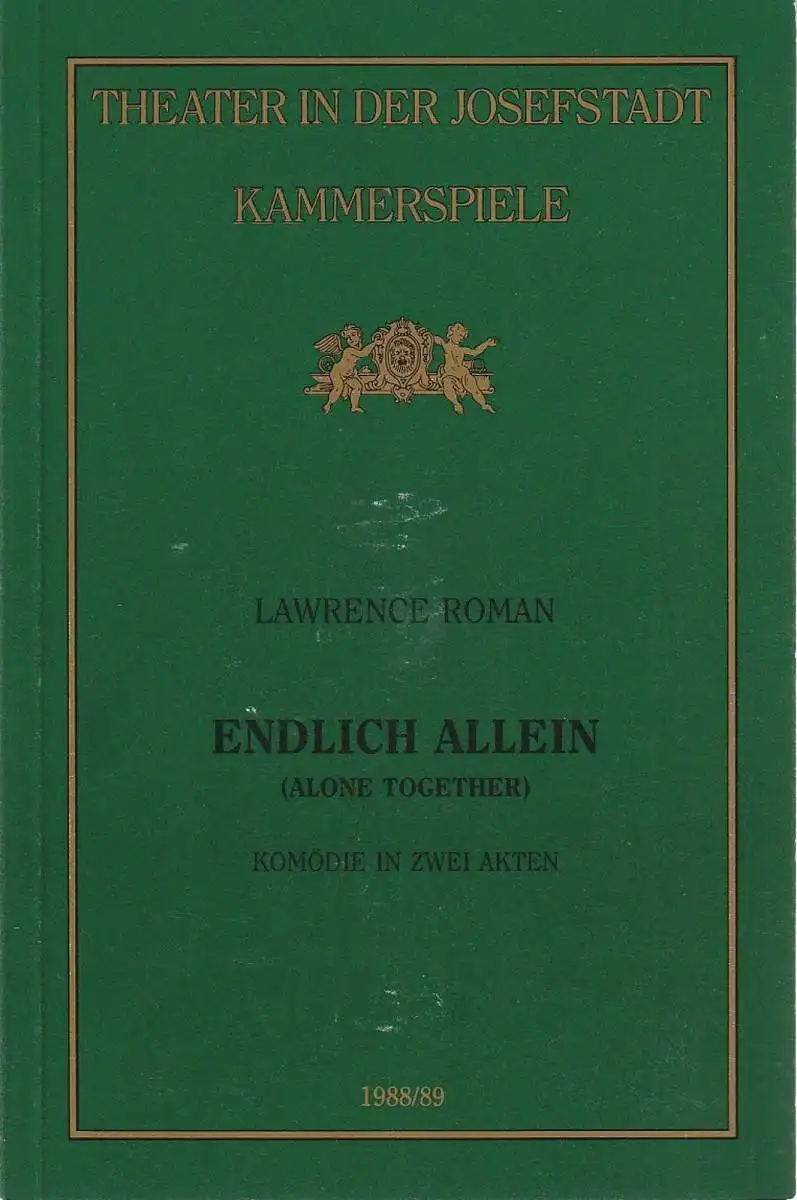 THEATER IN DER JOSEFSTADT
KAMMERSPIELE
LAWRENCE ROMAN
ENDLICH ALLEIN
(ALONE TOGETHER)
KOMÖDIE IN ZWEI AKTEN
1988/89